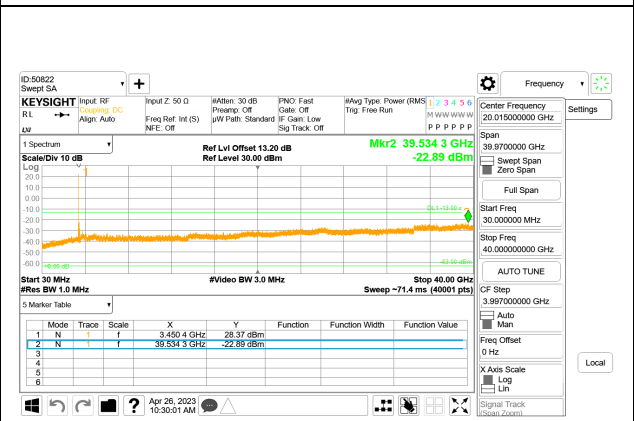 ID:50822
Swept SA
Frequency
KEYSIGHT
RL
LXI
Input: RF
Coupling: DC
Align: Auto
Input Z: 50 Ω
Freq Ref: Int (S)
NFE: Off
#Atten: 30 dB
Preamp: Off
µW Path: Standard
PNO: Fast
Gate: Off
IF Gain: Low
Sig Track: Off
#Avg Type: Power (RMS
Trig: Free Run
1 2 3 4 5 6
M W W W W W
P P P P P P
1 Spectrum
Scale/Div 10 dB
Ref Lvl Offset 13.20 dB
Ref Level 30.00 dBm
Mkr2 39.534 3 GHz
-22.89 dBm
Log
20.0
10.0
0.00
-10.0
-20.0
-30.0
-40.0
-50.0
-60.0
1
Start 30 MHz
#Res BW 1.0 MHz
#Video BW 3.0 MHz
Stop 40.00 GHz
Sweep ~71.4 ms (40001 pts)
5 Marker Table
Mode Trace Scale X Y Function Function Width Function Value
1 N 1 f 3.450 4 GHz 28.37 dBm
2 N 1 f 39.534 3 GHz -22.89 dBm
3
4
5
6
Apr 26, 2023
10:30:01 AM
Center Frequency
20.015000000 GHz
Span
39.9700000 GHz
Swept Span
Zero Span
Full Span
Start Freq
30.000000 MHz
Stop Freq
40.000000000 GHz
AUTO TUNE
CF Step
3.997000000 GHz
Auto
Man
Freq Offset
0 Hz
X Axis Scale
Log
Lin
Signal Track
(Span Zoom)
Settings
Local